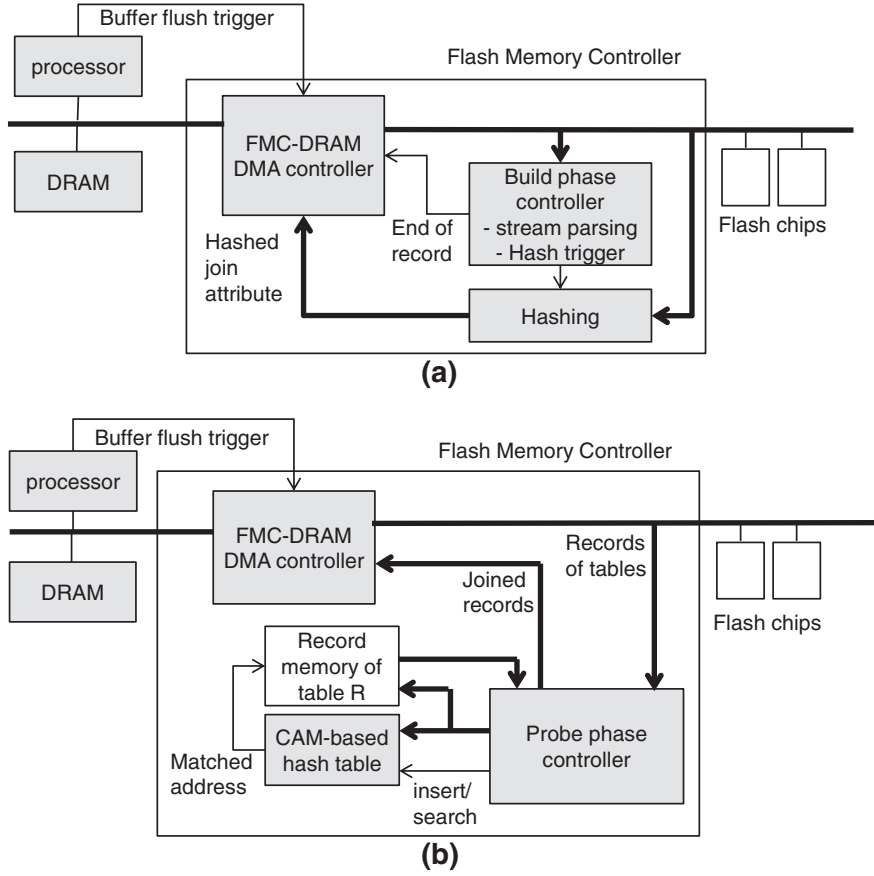 Buffer flush trigger
processor
Flash Memory Controller
FMC-DRAM
DMA controller
DRAM
Build phase
controller
- stream parsing
- Hash trigger
Flash chips
End of
record
Hashed
join
attribute
Hashing
(a)
Buffer flush trigger
Flash Memory Controller
processor
FMC-DRAM
DMA controller
Records
of tables
DRAM
Joined
records
Flash chips
Record
memory of
table R
Probe phase
controller
CAM-based
hash table
Matched
address
insert/
search
(b)